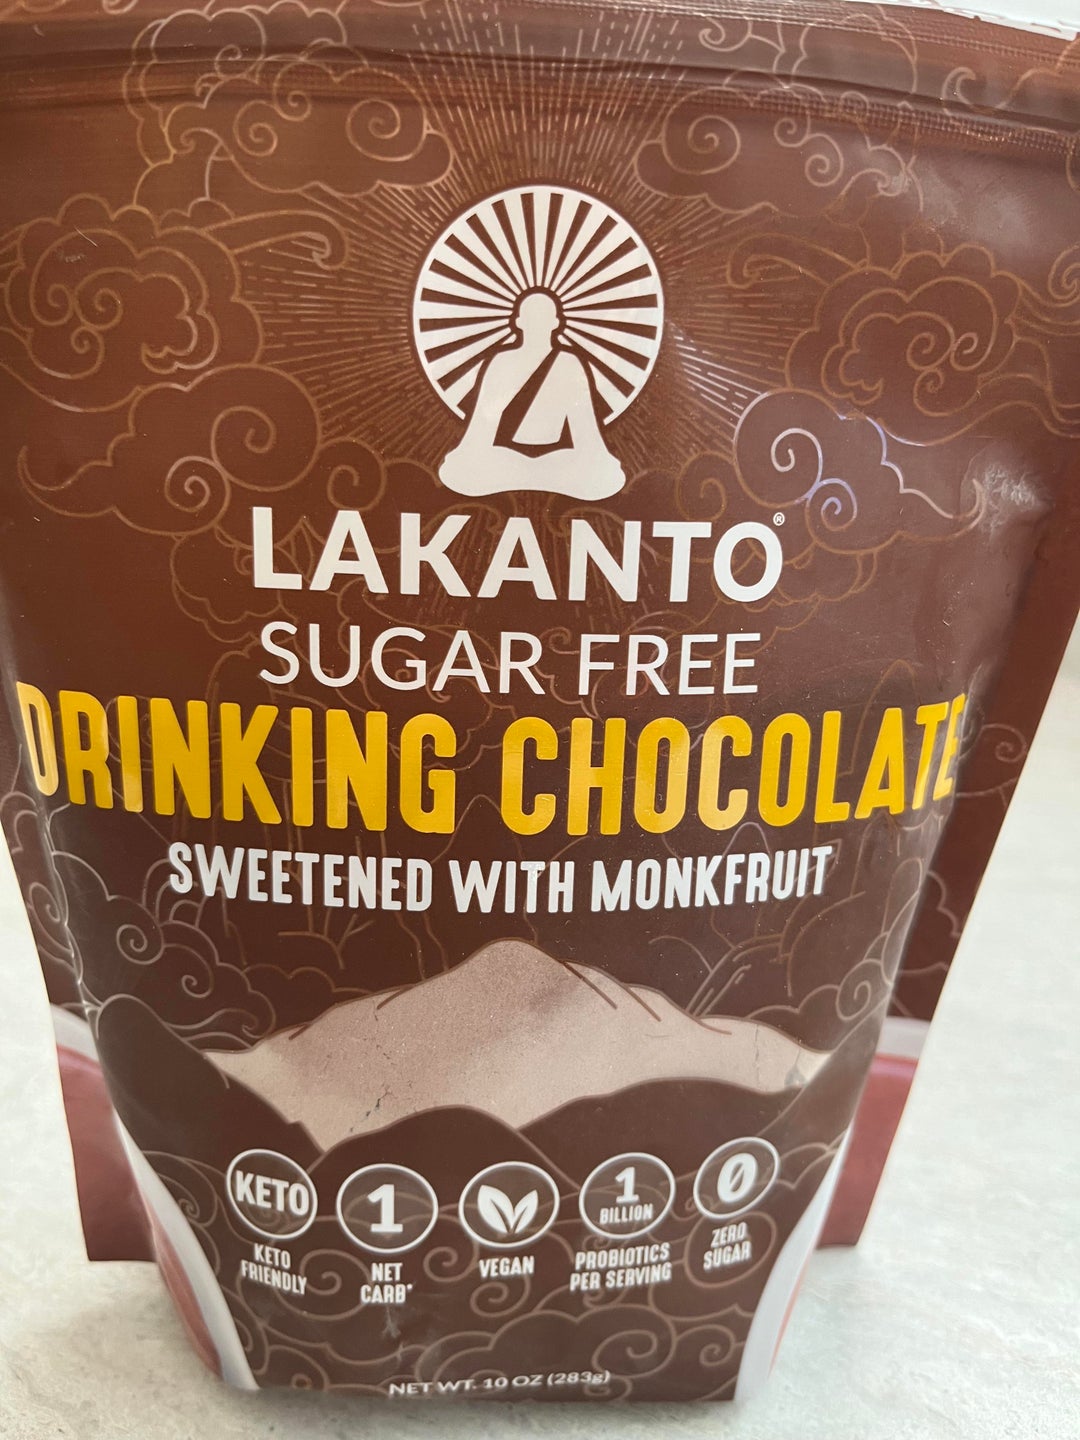 LAKANTO®
SUGAR FREE
DRINKING CHOCOLATE
SWEETENED WITH MONKFRUIT
KETO
KETO
FRIENDLY
1
NET
CARB*
VEGAN
1
BILLION
PROBIOTICS
PER SERVING
0
ZERO
SUGAR
NET WT. 10 OZ (283g)